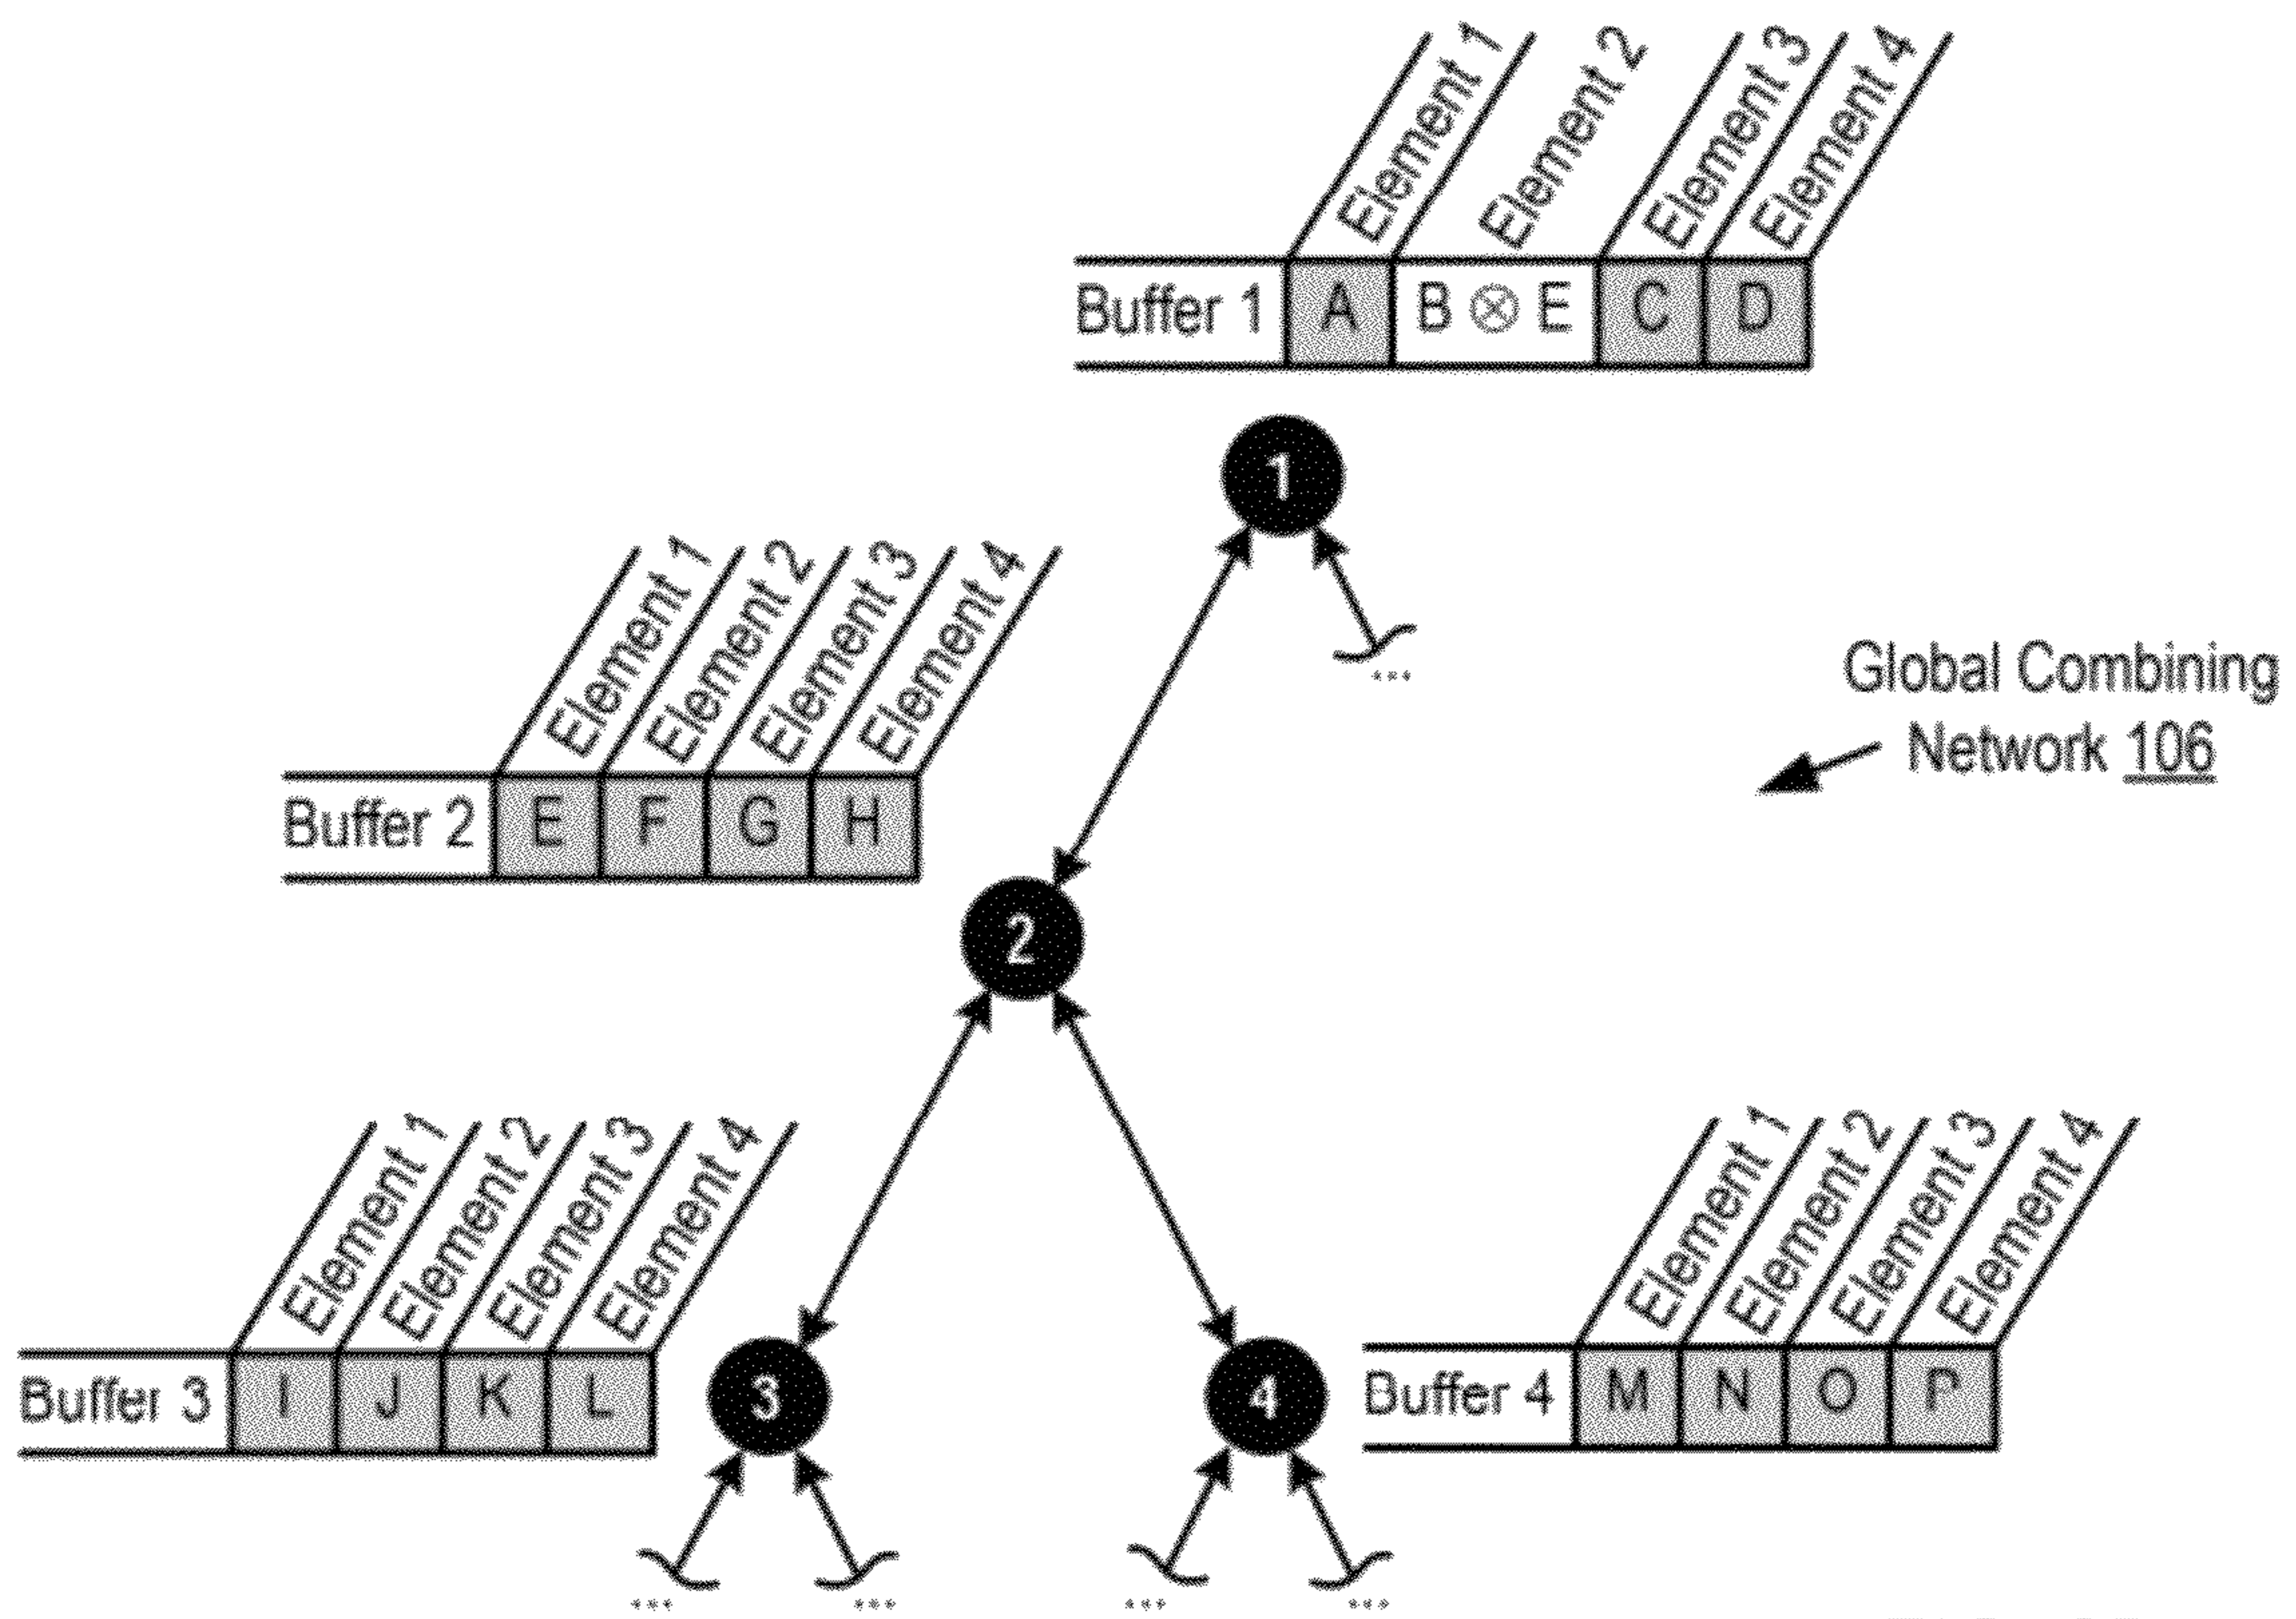 Element 1 Element 2 Element 3 Element 4
Buffer 1 A B ⊗ E C D
1
...
Element 1 Element 2 Element 3 Element 4
Buffer 2 E F G H
Global Combining
Network 106
2
Element 1 Element 2 Element 3 Element 4
Buffer 3 I J K L
3
4
Element 1 Element 2 Element 3 Element 4
Buffer 4 M N O P
... ... ... ...